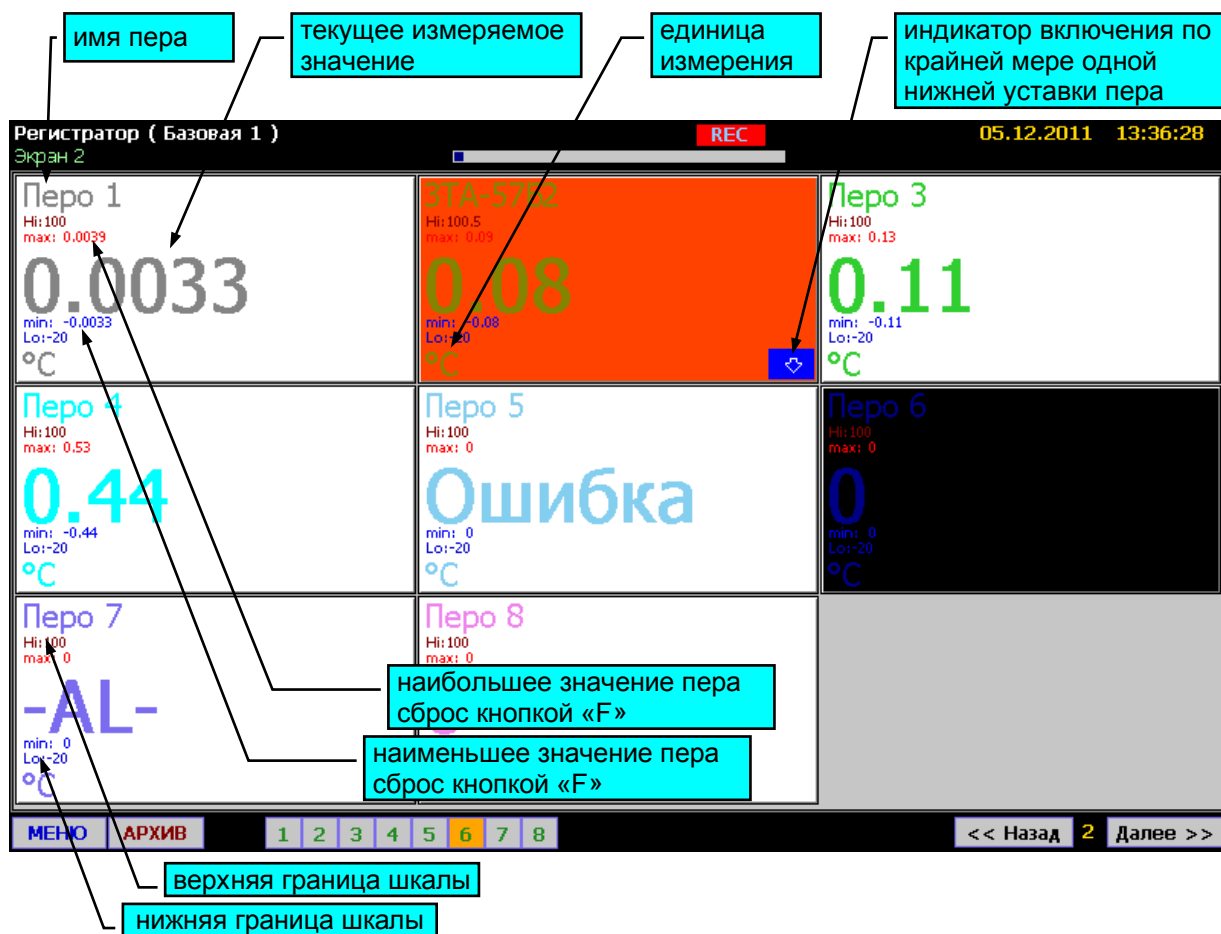 имя пера
текущее измеряемое
значение
единица
измерения
индикатор включения по
крайней мере одной
нижней уставки пера
Регистратор ( Базовая 1 )
REC
05.12.2011 13:36:28
Экран 2
Перо 1
Hi:100
max: 0.0039
0.0033
min: -0.0033
Lo:-20
°C
3TA-57Б2
Hi:100.5
max: 0.09
0.08
min: -0.08
Lo:-20
°C
Перо 3
Hi:100
max: 0.13
0.11
min: -0.11
Lo:-20
°C
Перо 4
Hi:100
max: 0.53
0.44
min: -0.44
Lo:-20
°C
Перо 5
Hi:100
max: 0
Ошибка
min: 0
Lo:-20
°C
Перо 6
Hi:100
max: 0
0
min: 0
Lo:-20
°C
Перо 7
Hi:100
max: 0
-AL-
min: 0
Lo:-20
°C
Перо 8
Hi:100
max: 0
наибольшее значение пера
сброс кнопкой «F»
наименьшее значение пера
сброс кнопкой «F»
МЕНЮ АРХИВ 1 2 3 4 5 6 7 8 << Назад 2 Далее >>
верхняя граница шкалы
нижняя граница шкалы